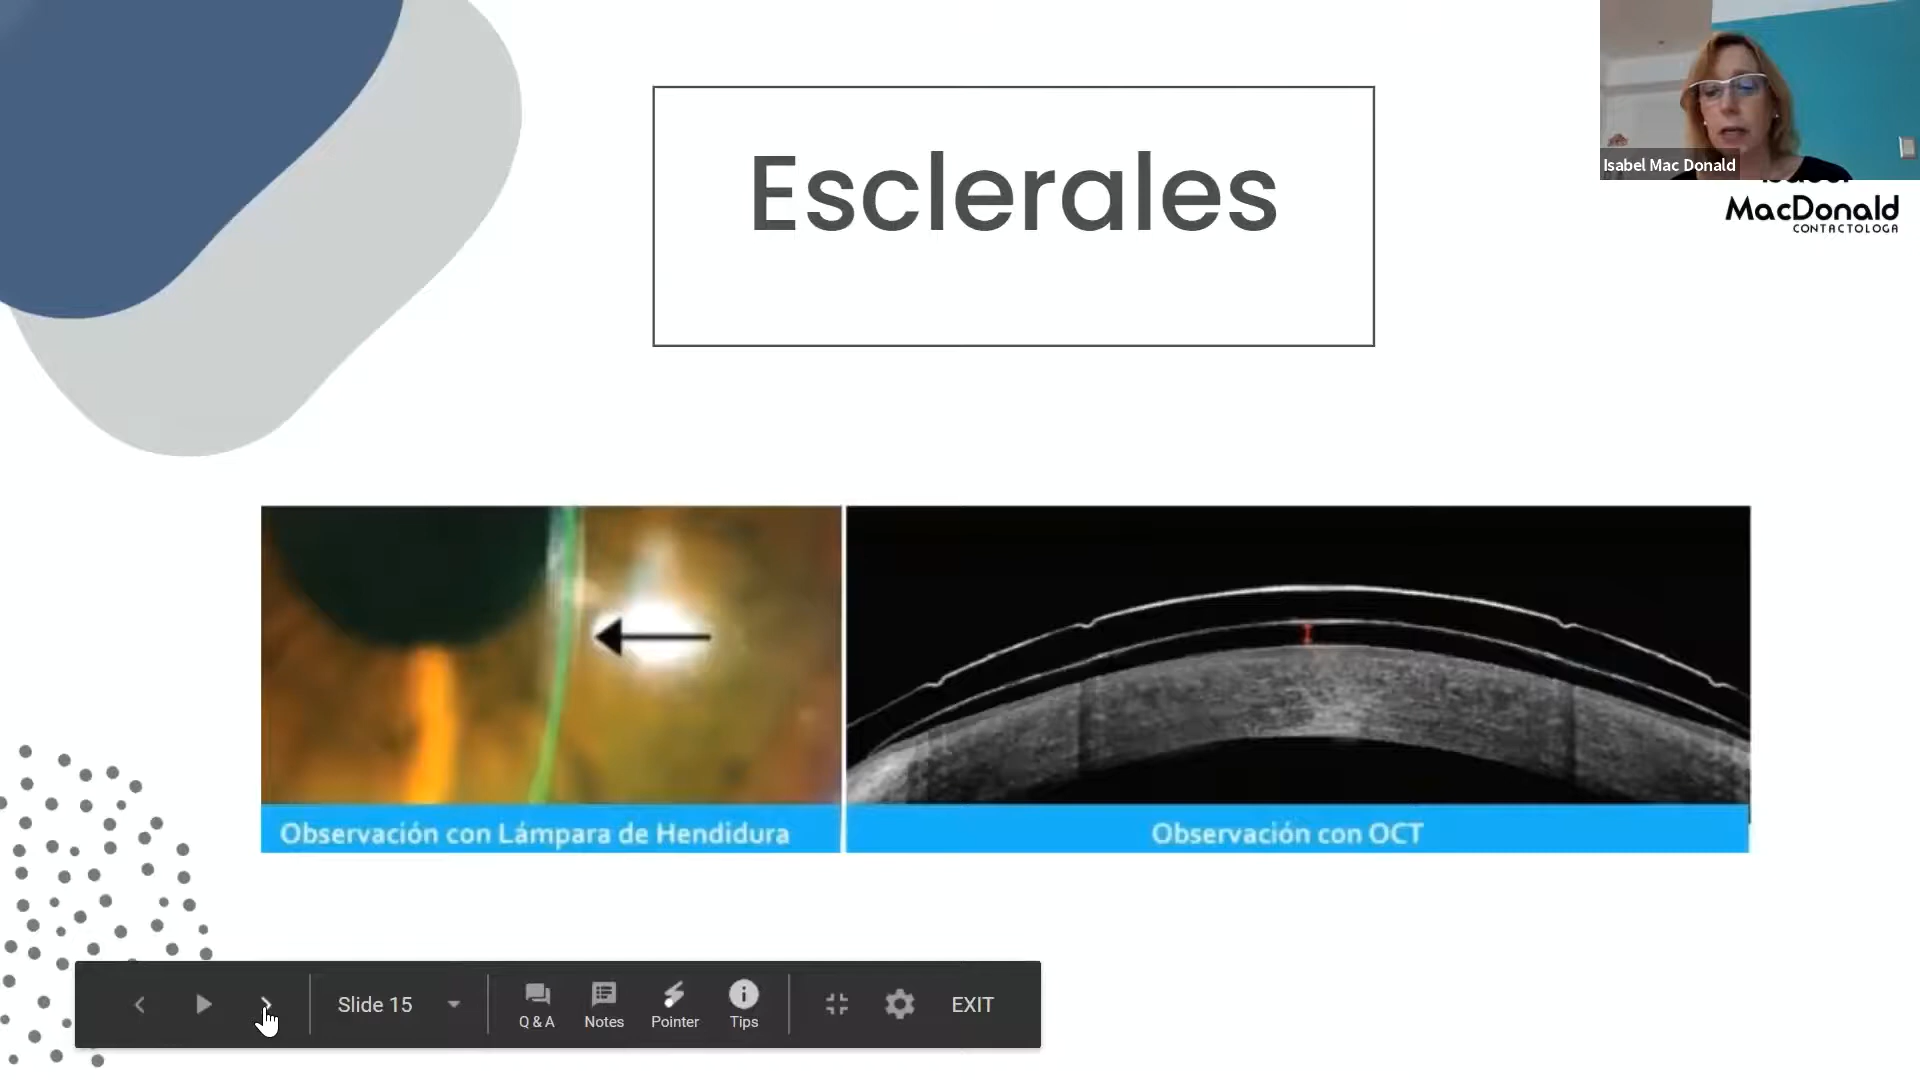 Esclerales
Isabel Mac Donald
MacDonald
CONTACTOLOGA
Observación con Lámpara de Hendidura
Observación con OCT
Slide 15
Q & A
Notes
Pointer
Tips
EXIT